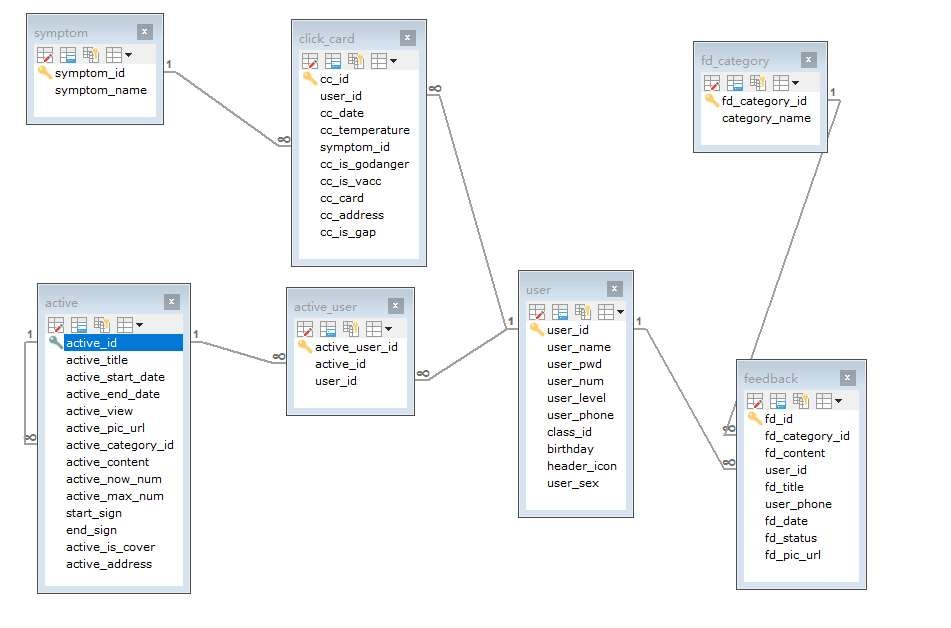 symptom
symptom_id
symptom_name
1
∞
click_card
cc_id
user_id
cc_date
cc_temperature
symptom_id
cc_is_godanger
cc_is_vacc
cc_card
cc_address
cc_is_gap
∞
fd_category
fd_category_id
category_name
1
active
active_id
active_title
active_start_date
active_end_date
active_view
active_pic_url
active_category_id
active_content
active_now_num
active_max_num
start_sign
end_sign
active_is_cover
active_address
1
∞
1
∞
active_user
active_user_id
active_id
user_id
∞
1
user
user_id
user_name
user_pwd
user_num
user_level
user_phone
class_id
birthday
header_icon
user_sex
1
∞
∞
feedback
fd_id
fd_category_id
fd_content
user_id
fd_title
user_phone
fd_date
fd_status
fd_pic_url